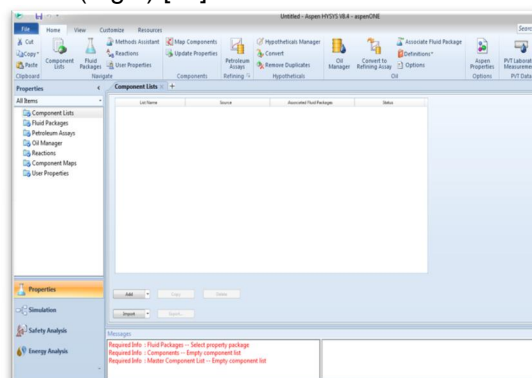 Untitled - Aspen HYSYS V8.4 - aspenONE
File Home View Customize Resources
Cut
Copy
Paste
Clipboard
Component Lists
Fluid Packages
Methods Assistant
Reactions
User Properties
Navigate
Map Components
Update Properties
Components
Petroleum Assays
Refining
Hypotheticals Manager
Convert
Remove Duplicates
Hypotheticals
Oil Manager
Convert to Refining Assay
Associate Fluid Package
Definitions
Options
Oil
Aspen Properties
Options
PVT Data
Properties
All Items
Component Lists
Fluid Packages
Petroleum Assays
Oil Manager
Reactions
Component Maps
User Properties
Component Lists
List Name Source Associated Fluid Packages Status
Add Copy Delete
Import Export
Properties
Simulation
Safety Analysis
Energy Analysis
Messages
Required Info : Fluid Packages -- Select property package
Required Info : Components -- Empty component list
Required Info : Master Component List -- Empty component list